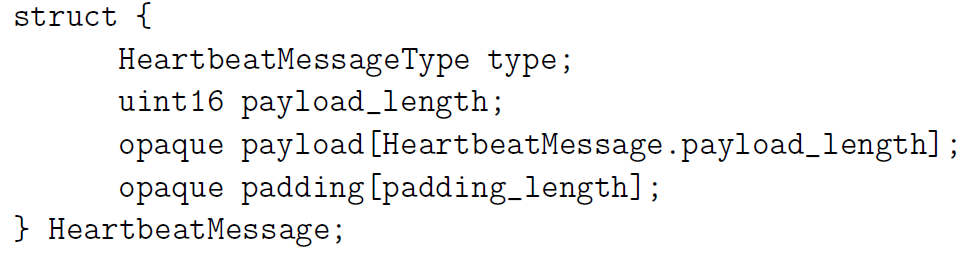 struct {
HeartbeatMessageType type;
uint16 payload_length;
opaque payload[HeartbeatMessage.payload_length];
opaque padding[padding_length];
} HeartbeatMessage;